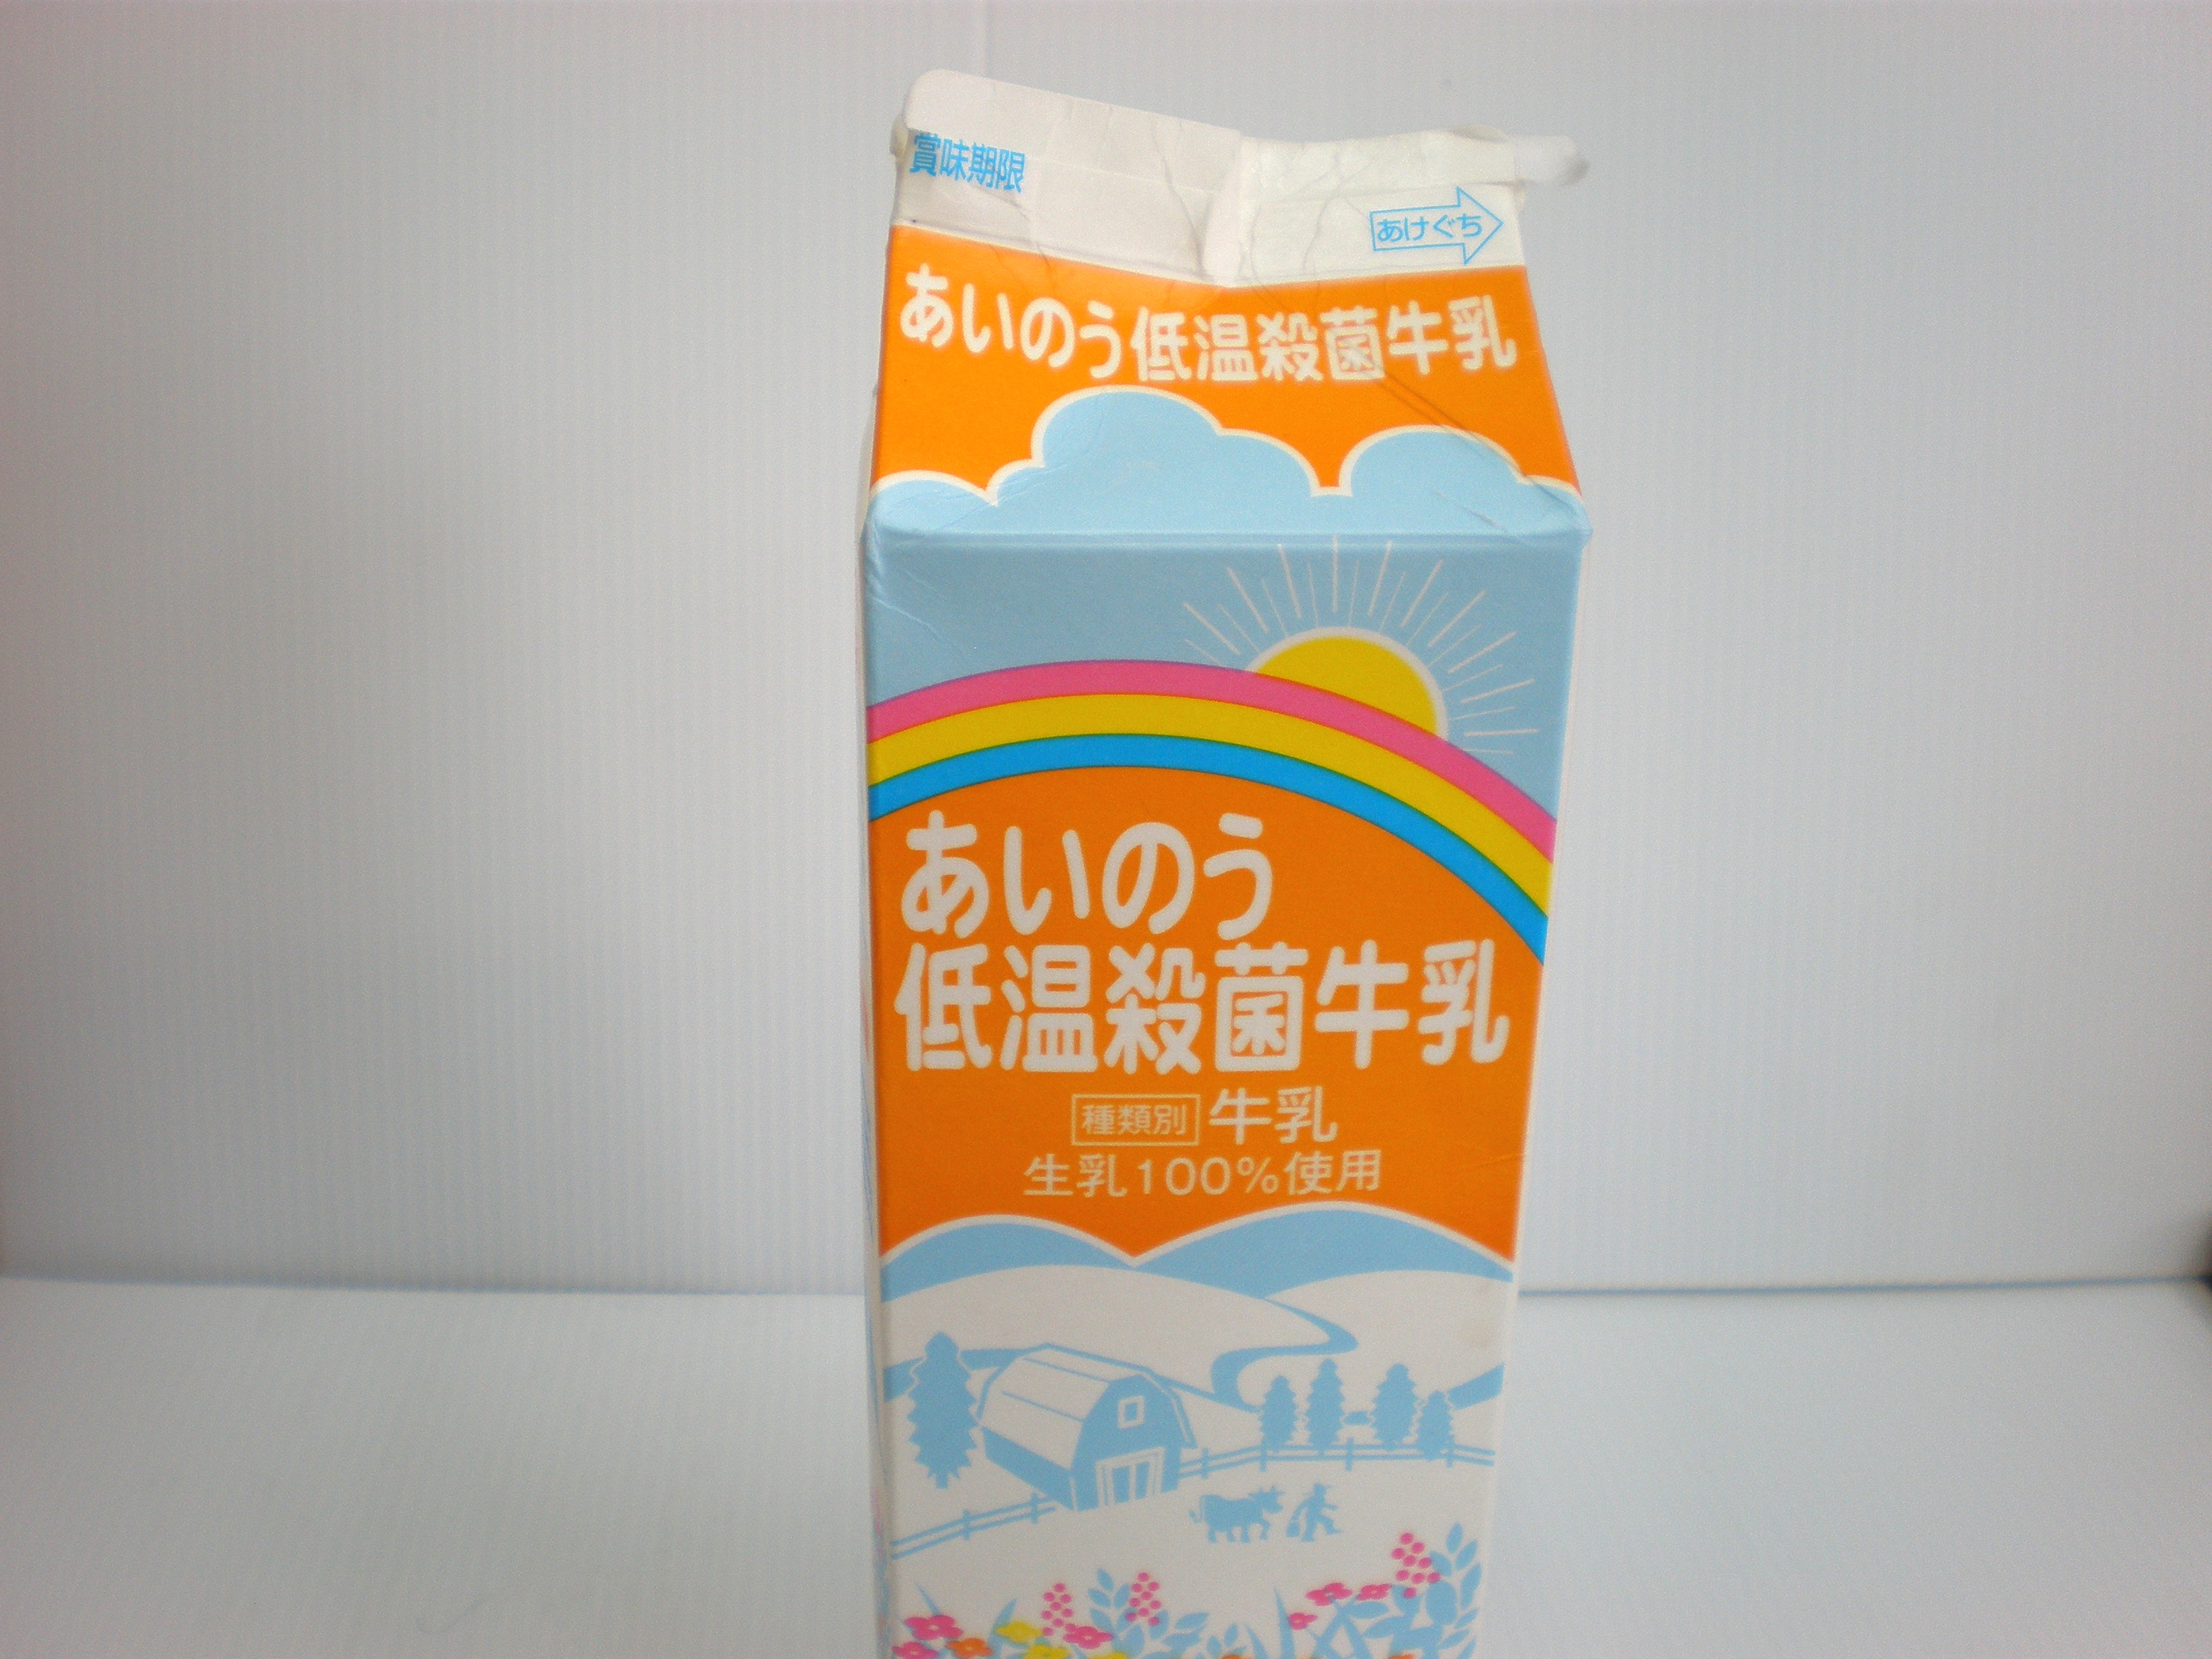 賞味期限
あけぐち
あいのう低温殺菌牛乳
あいのう
低温殺菌牛乳
種類別 牛乳
生乳100%使用